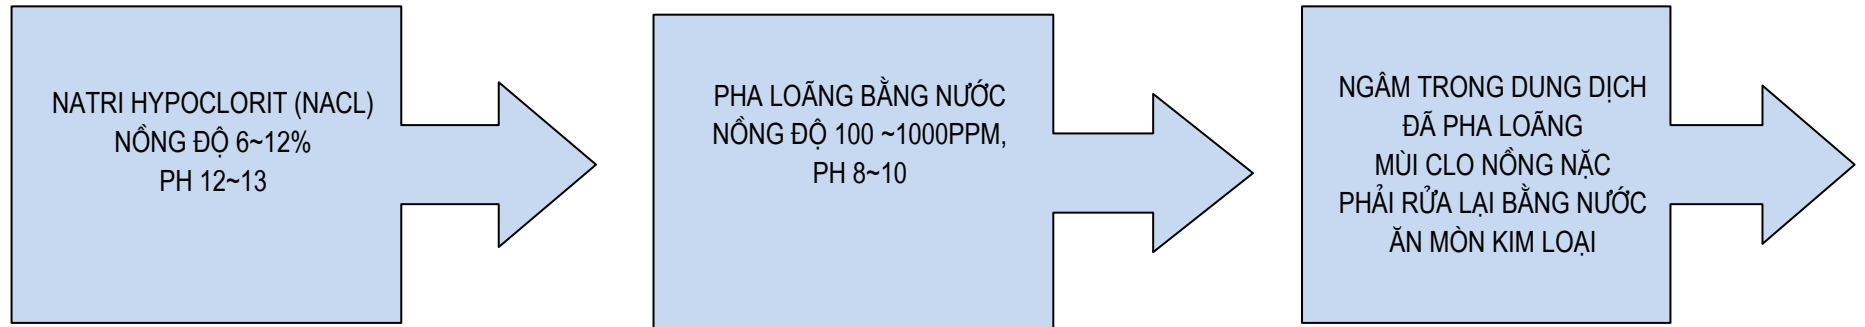 NATRI HYPOCLORIT (NACL)
NỒNG ĐỘ 6~12%
PH 12~13
PHA LOÃNG BẰNG NƯỚC
NỒNG ĐỘ 100 ~1000PPM,
PH 8~10
NGÂM TRONG DUNG DỊCH
ĐÃ PHA LOÃNG
MÙI CLO NỒNG NẶC
PHẢI RỬA LẠI BẰNG NƯỚC
ĂN MÒN KIM LOẠI